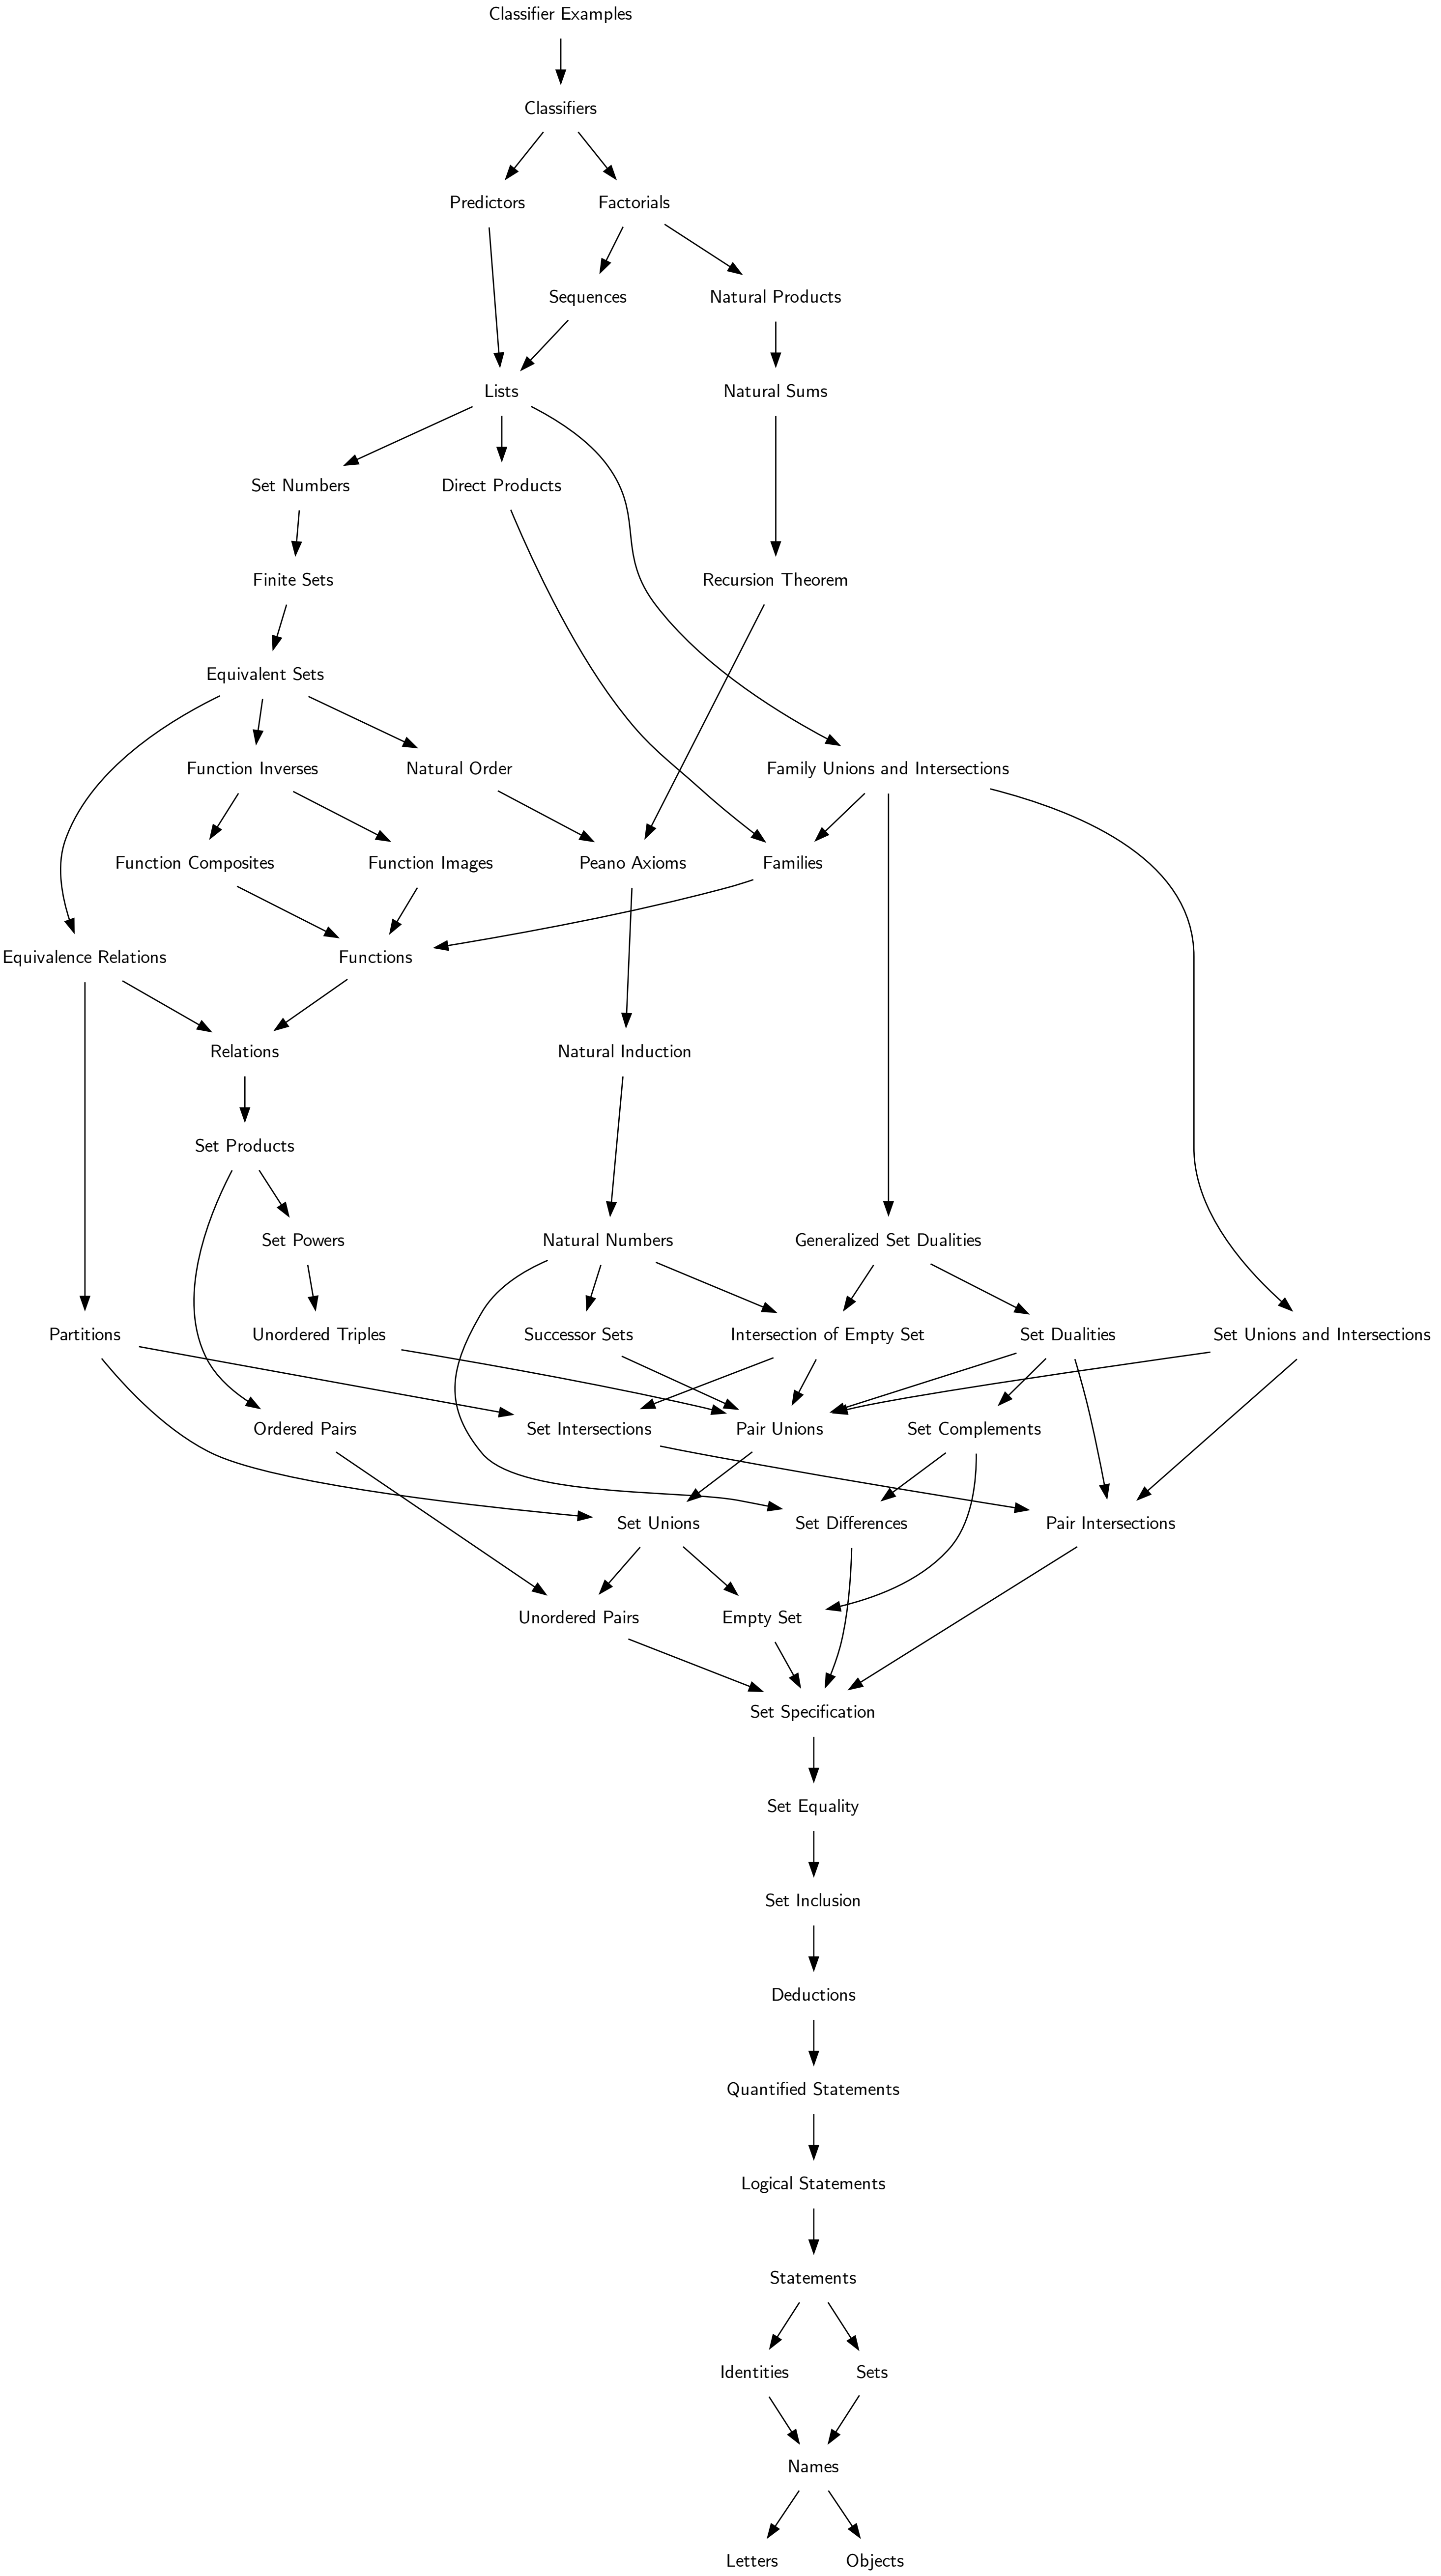 Classifier Examples
Classifiers
Predictors
Factorials
Sequences
Natural Products
Lists
Natural Sums
Set Numbers
Direct Products
Finite Sets
Recursion Theorem
Equivalent Sets
Function Inverses
Natural Order
Family Unions and Intersections
Function Composites
Function Images
Peano Axioms
Families
Equivalence Relations
Functions
Relations
Natural Induction
Set Products
Set Powers
Natural Numbers
Generalized Set Dualities
Partitions
Unordered Triples
Successor Sets
Intersection of Empty Set
Set Dualities
Set Unions and Intersections
Ordered Pairs
Set Intersections
Pair Unions
Set Complements
Set Unions
Set Differences
Pair Intersections
Unordered Pairs
Empty Set
Set Specification
Set Equality
Set Inclusion
Deductions
Quantified Statements
Logical Statements
Statements
Identities
Sets
Names
Letters
Objects